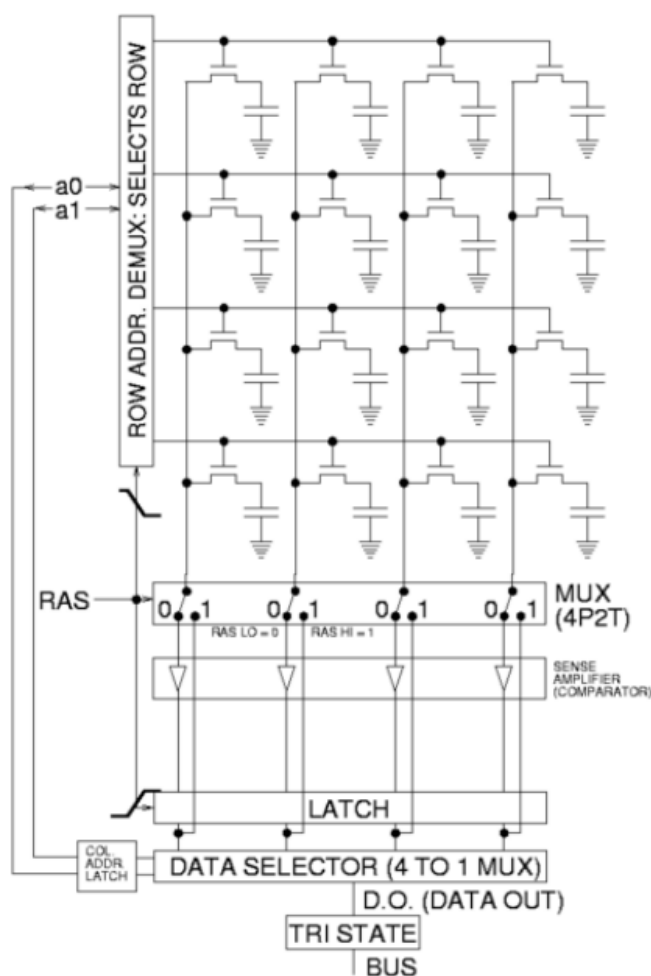 ROW ADDR. DEMUX: SELECTS ROW
a0
a1
RAS
0 1
0 1
0 1
0 1
RAS LO = 0
RAS HI = 1
MUX
(4P2T)
SENSE
AMPLIFIER
(COMPARATOR)
LATCH
COL.
ADDR.
LATCH
DATA SELECTOR (4 TO 1 MUX)
D.O. (DATA OUT)
TRI STATE
BUS